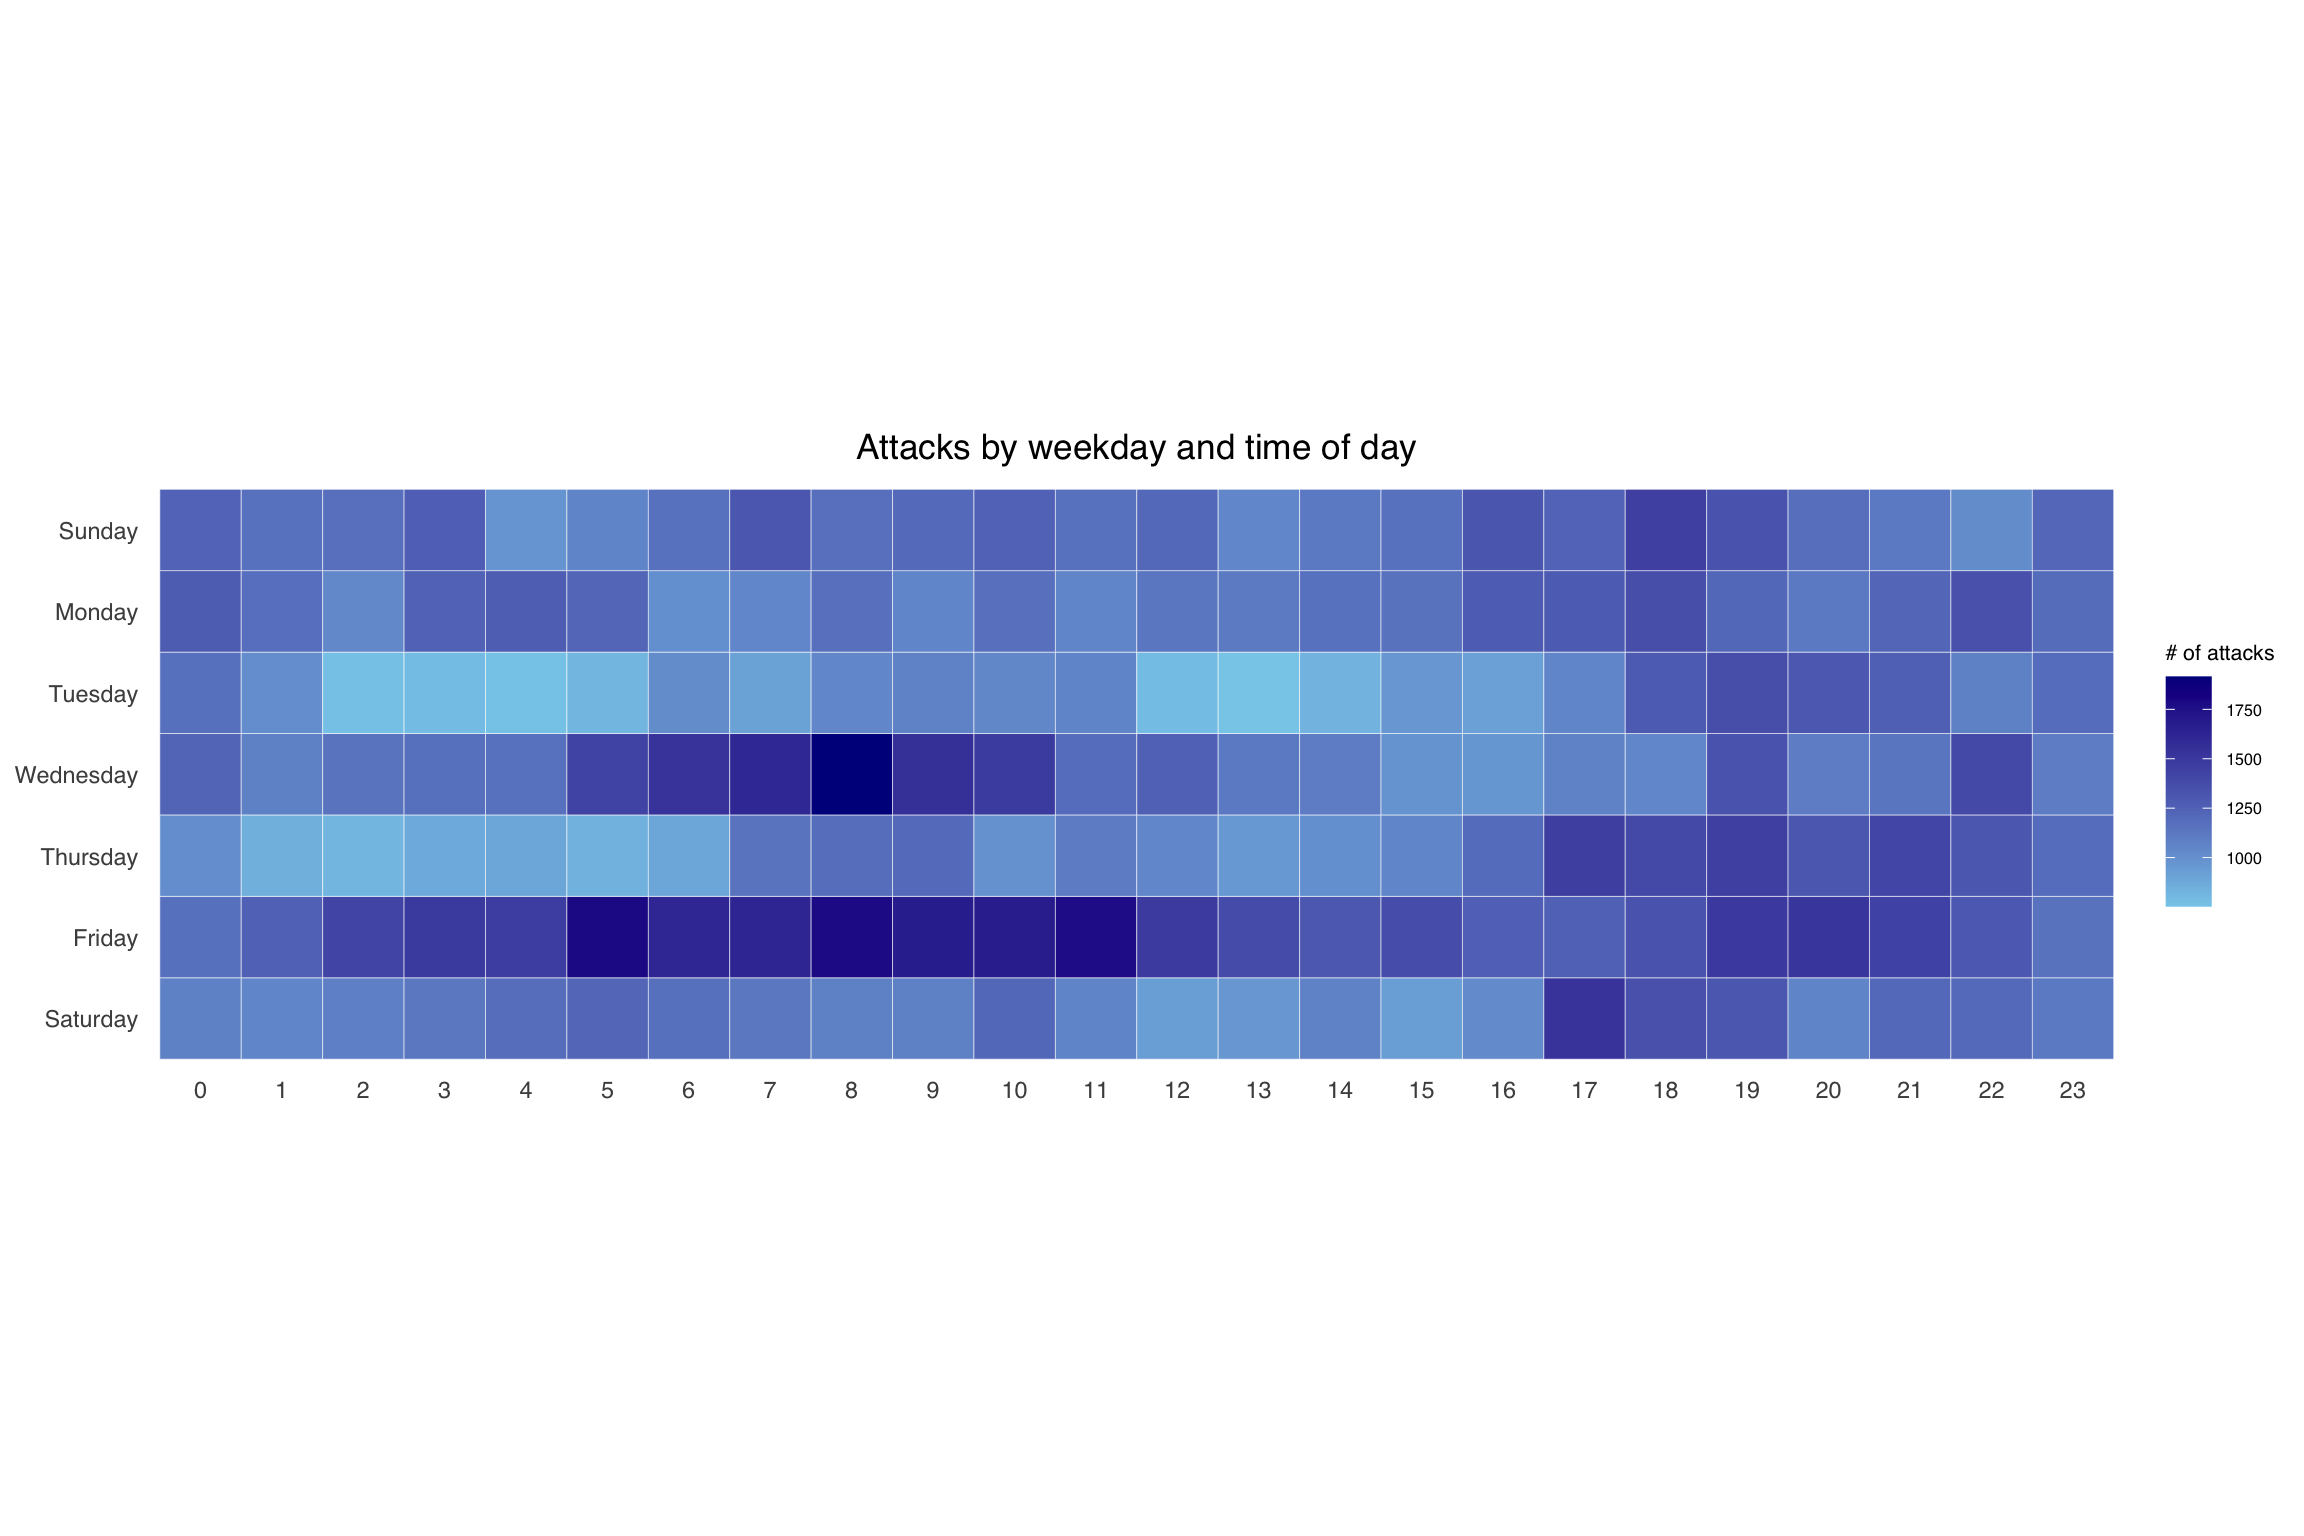 Attacks by weekday and time of day
Sunday
Monday
Tuesday
Wednesday
Thursday
Friday
Saturday
0 1 2 3 4 5 6 7 8 9 10 11 12 13 14 15 16 17 18 19 20 21 22 23
# of attacks
1750
1500
1250
1000